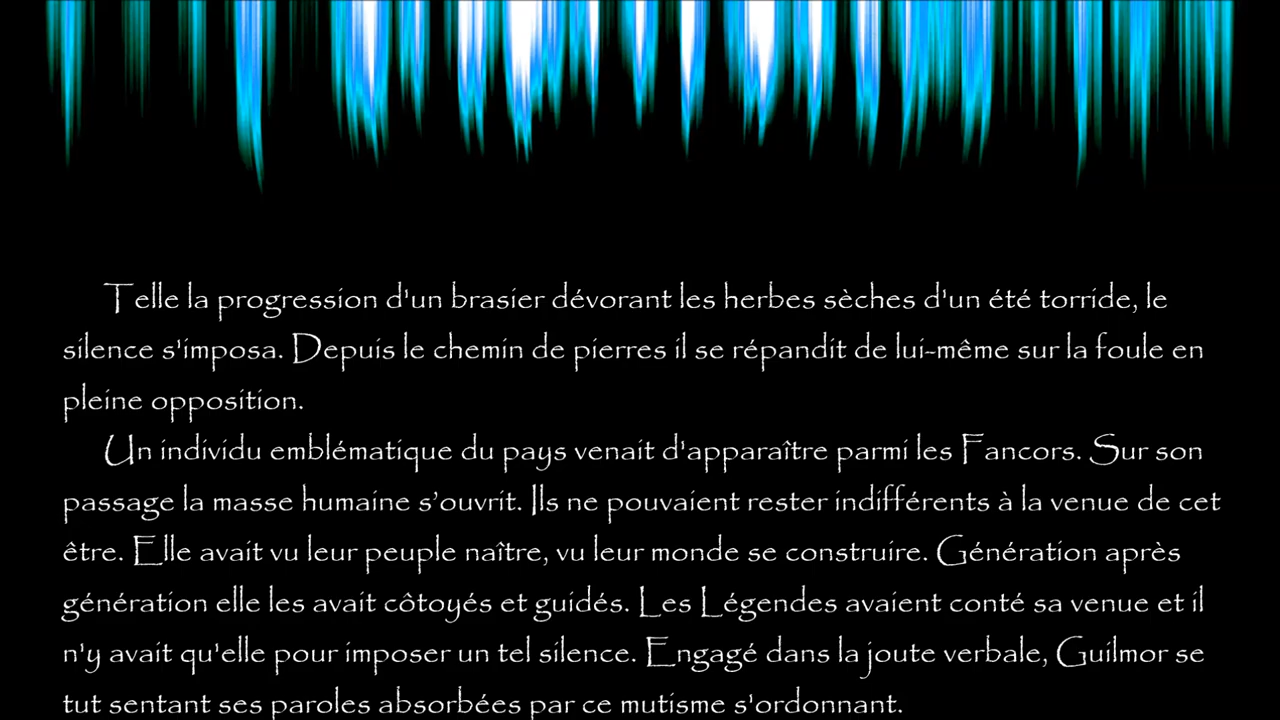 Telle la progression d'un brasier dévorant les herbes sèches d'un été torride, le
silence s'imposa. Depuis le chemin de pierres il se répandit de lui-même sur la foule en
pleine opposition.
Un individu emblématique du pays venait d'apparaître parmi les Fancors. Sur son
passage la masse humaine s’ouvrit. Ils ne pouvaient rester indifférents à la venue de cet
être. Elle avait vu leur peuple naître, vu leur monde se construire. Génération après
génération elle les avait côtoyés et guidés. Les Légendes avaient conté sa venue et il
n'y avait qu'elle pour imposer un tel silence. Engagé dans la joute verbale, Guilmor se
tut sentant ses paroles absorbées par ce mutisme s'ordonnant.